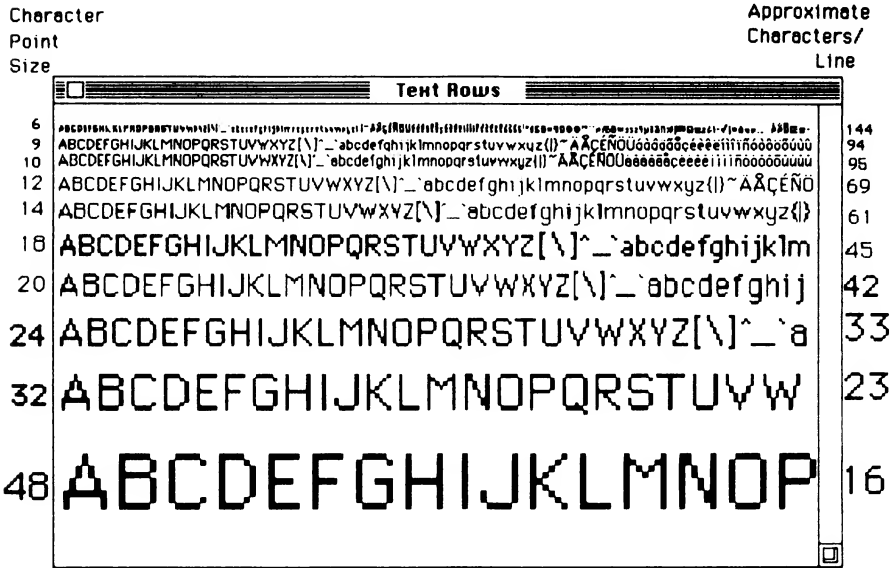 Character Approximate
Point Characters/
Size Line
Text Rows
6 144
9 ABCDEFGHIJKLMNOPQRSTUVWXYZ[\]^_`abcdefghijklmnopqrstuvwxyz{|}~ÄÅÇÉÑÖÜáàâäãåçéèêëíìîïñóòôöõúùû 94
10 ABCDEFGHIJKLMNOPQRSTUVWXYZ[\]^_`abcdefghijklmnopqrstuvwxyz{|}~ÄÅÇÉÑÖÜáàâäãåçéèêëíìîïñóòôöõúùû 95
12 ABCDEFGHIJKLMNOPQRSTUVWXYZ[\]^_`abcdefghijklmnopqrstuvwxyz{|}~ÄÅÇÉÑÖ 69
14 ABCDEFGHIJKLMNOPQRSTUVWXYZ[\]^_`abcdefghijklmnopqrstuvwxyz{|} 61
18 ABCDEFGHIJKLMNOPQRSTUVWXYZ[\]^_`abcdefghijklm 45
20 ABCDEFGHIJKLMNOPQRSTUVWXYZ[\]^_`abcdefghij 42
24 ABCDEFGHIJKLMNOPQRSTUVWXYZ[\]^_`a 33
32 ABCDEFGHIJKLMNOPQRSTUVW 23
48 ABCDEFGHIJKLMNOP 16